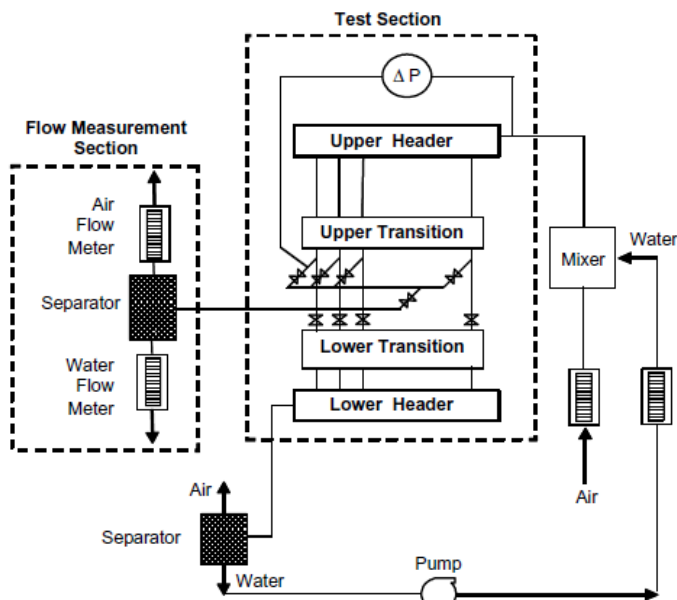 Test Section
Δ P
Flow Measurement
Section
Upper Header
Air
Flow
Meter
Upper Transition
Mixer
Water
Separator
Lower Transition
Water
Flow
Meter
Lower Header
Air
Air
Separator
Pump
Water